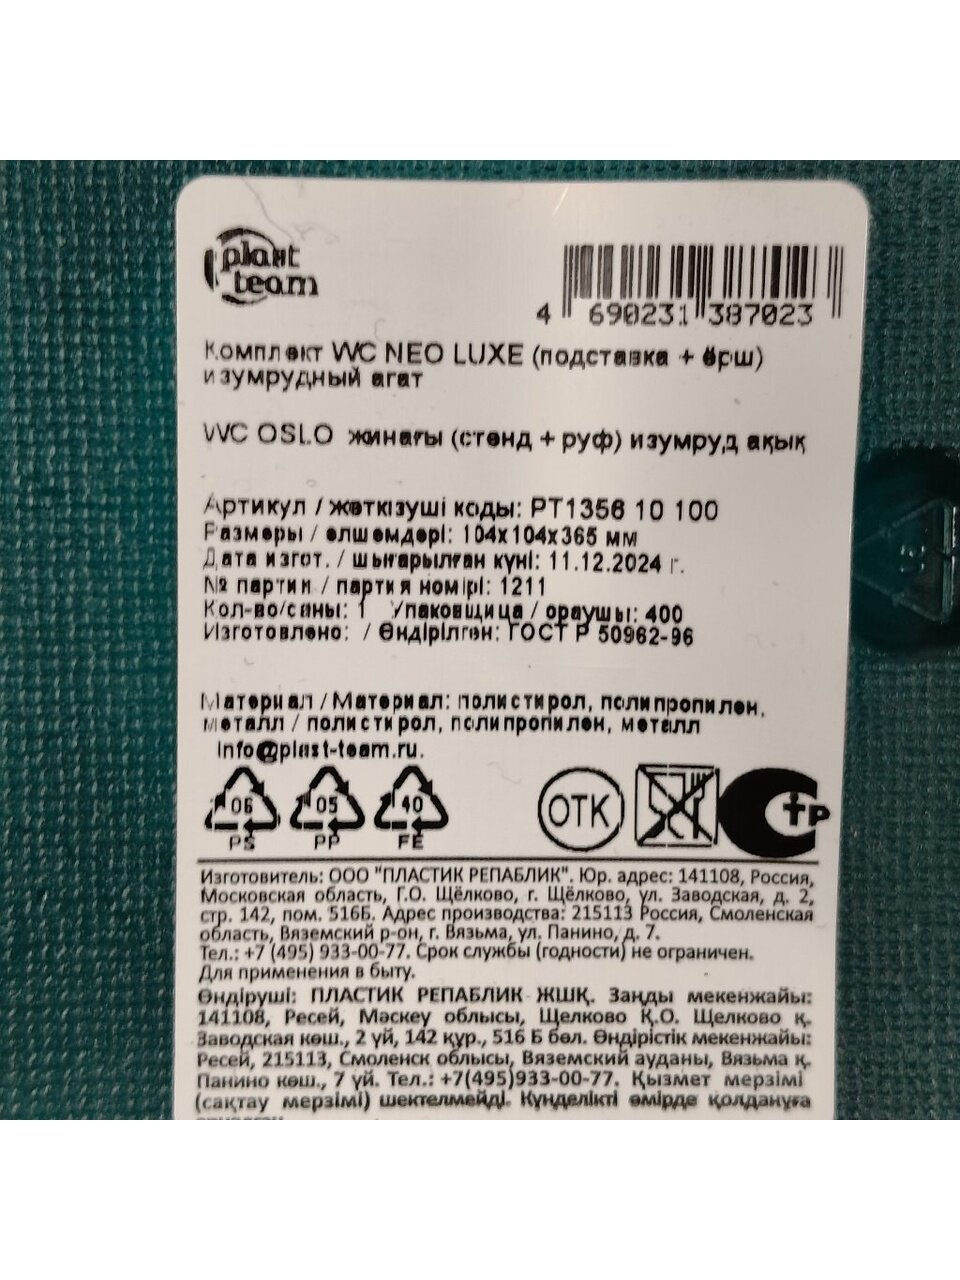 plast
team
4 690231 387023
Комплект WC NEO LUXE (подставка + ёрш)
изумрудный агат
WC OSLO жинағы (стенд + руф) изумруд ақық
Артикул / жеткізуші коды: PT1356 10 100
Размеры / өлшемдері: 104x104x365 мм
Дата изгот. / шығарылған күні: 11.12.2024 г.
№ партии / партия номірі: 1211
Кол-во/саны: 1 Упаковщица / ораушы: 400
Изготовлено: / Өндірілген: ГОСТ Р 50962-96
Материал / Материал: полистирол, полипропилен,
металл / полистирол, полипропилен, металл
info@plast-team.ru.
06 05 40 ОТК тР
PS PP FE
Изготовитель: ООО "ПЛАСТИК РЕПАБЛИК". Юр. адрес: 141108, Россия,
Московская область, Г.О. Щёлково, г. Щёлково, ул. Заводская, д. 2,
стр. 142, пом. 516Б. Адрес производства: 215113 Россия, Смоленская
область, Вяземский р-он, г. Вязьма, ул. Панино, д. 7.
Тел.: +7 (495) 933-00-77. Срок службы (годности) не ограничен.
Для применения в быту.
Өндіруші: ПЛАСТИК РЕПАБЛИК ЖШҚ. Заңды мекенжайы:
141108, Ресей, Мәскеу облысы, Щелково Қ.О. Щелково қ.
Заводская көш., 2 үй, 142 құр., 516 Б бөл. Өндірістік мекенжайы:
Ресей, 215113, Смоленск облысы, Вяземский ауданы, Вязьма қ.
Панино көш., 7 үй. Тел.: +7(495)933-00-77. Қызмет мерзімі
(сақтау мерзімі) шектелмейді. Күнделікті өмірде қолдануға